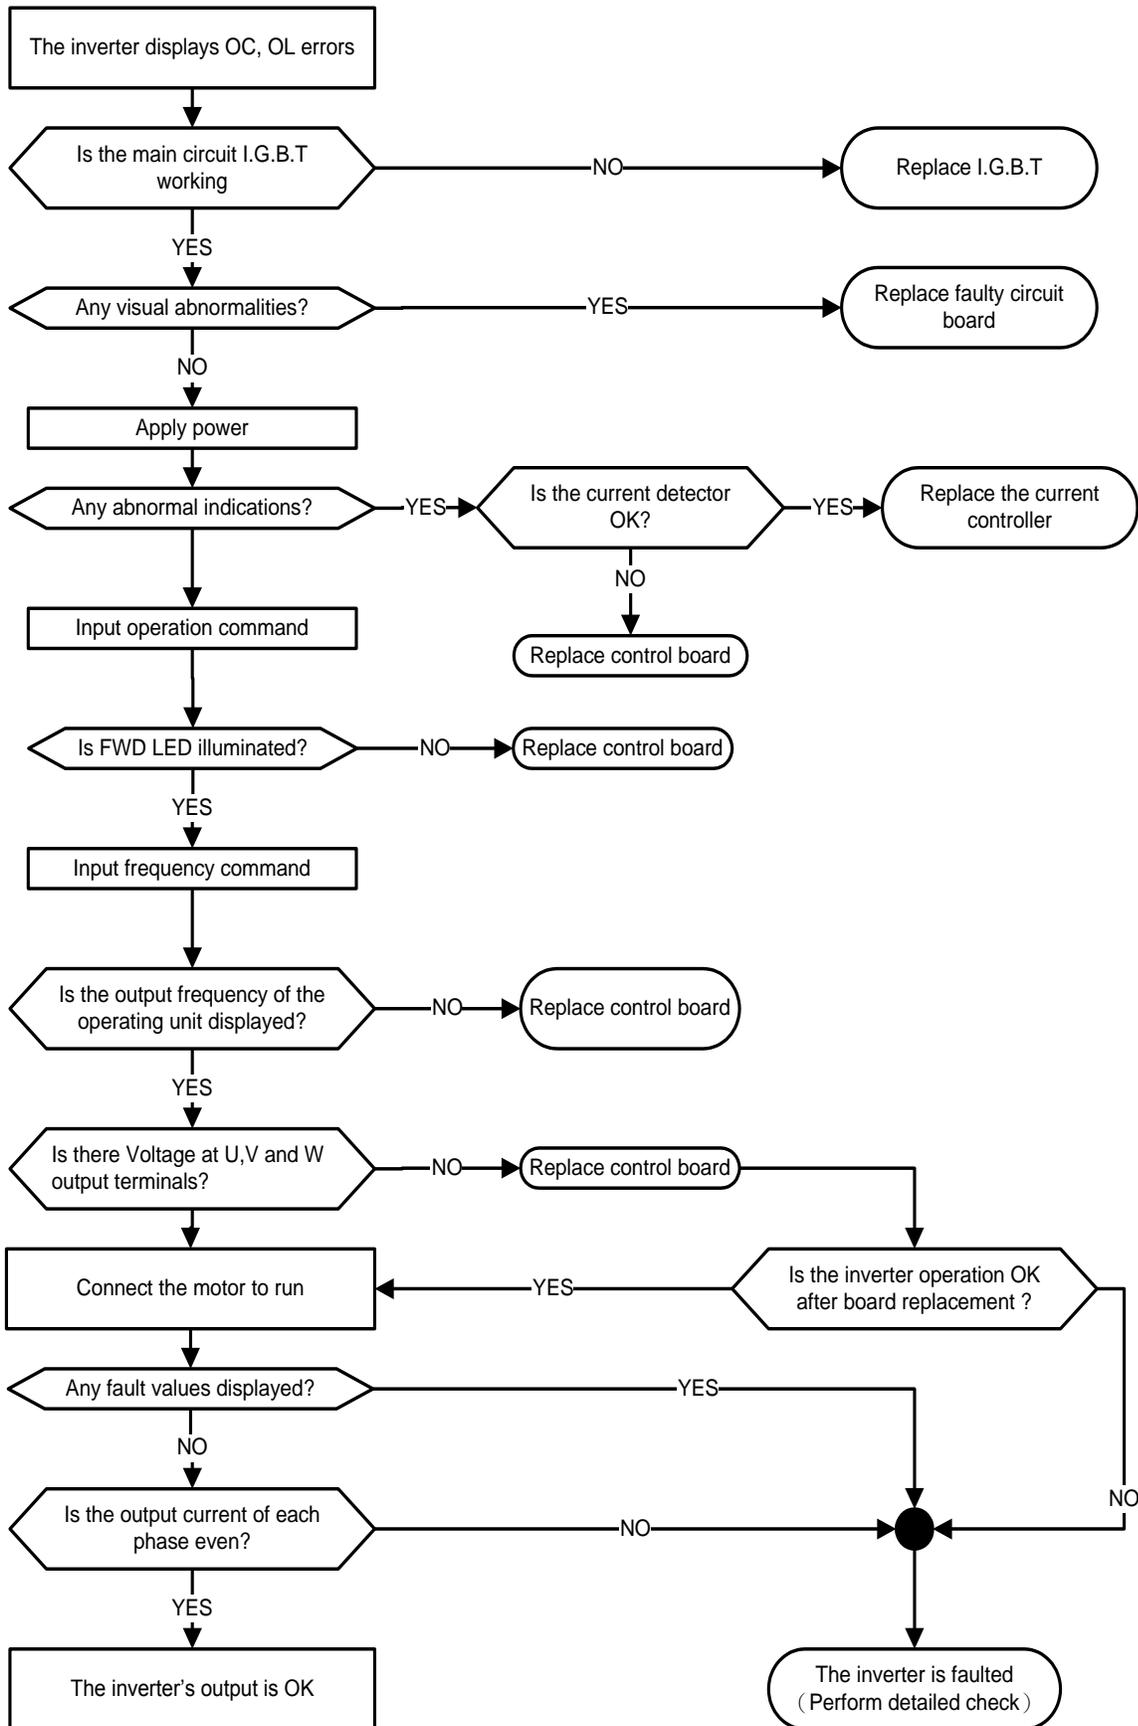 The inverter displays OC, OL errors
Is the main circuit I.G.B.T
working
NO
Replace I.G.B.T
YES
Any visual abnormalities?
YES
Replace faulty circuit
board
NO
Apply power
Any abnormal indications?
YES
Is the current detector
OK?
YES
Replace the current
controller
NO
Replace control board
Input operation command
Is FWD LED illuminated?
NO
Replace control board
YES
Input frequency command
Is the output frequency of the
operating unit displayed?
NO
Replace control board
YES
Is there Voltage at U,V and W
output terminals?
NO
Replace control board
Connect the motor to run
YES
Is the inverter operation OK
after board replacement ?
Any fault values displayed?
YES
NO
NO
Is the output current of each
phase even?
NO
YES
The inverter's output is OK
The inverter is faulted
（Perform detailed check）